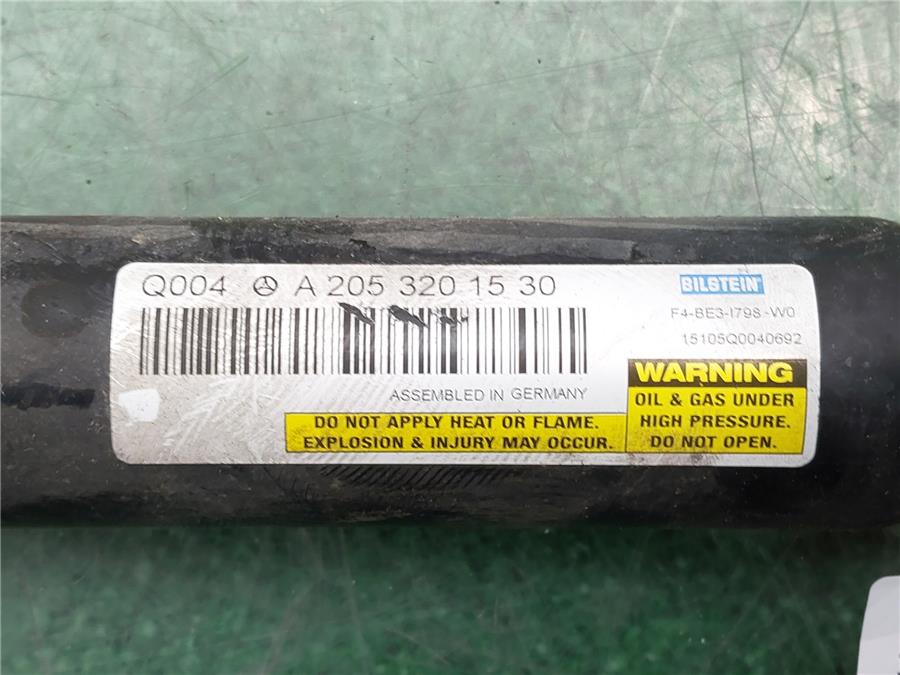 Q004 A 205 320 15 30
BILSTEIN
F4-BE3-I798-W0
15105Q0040692
ASSEMBLED IN GERMANY
WARNING
OIL & GAS UNDER
HIGH PRESSURE.
DO NOT OPEN.
DO NOT APPLY HEAT OR FLAME.
EXPLOSION & INJURY MAY OCCUR.